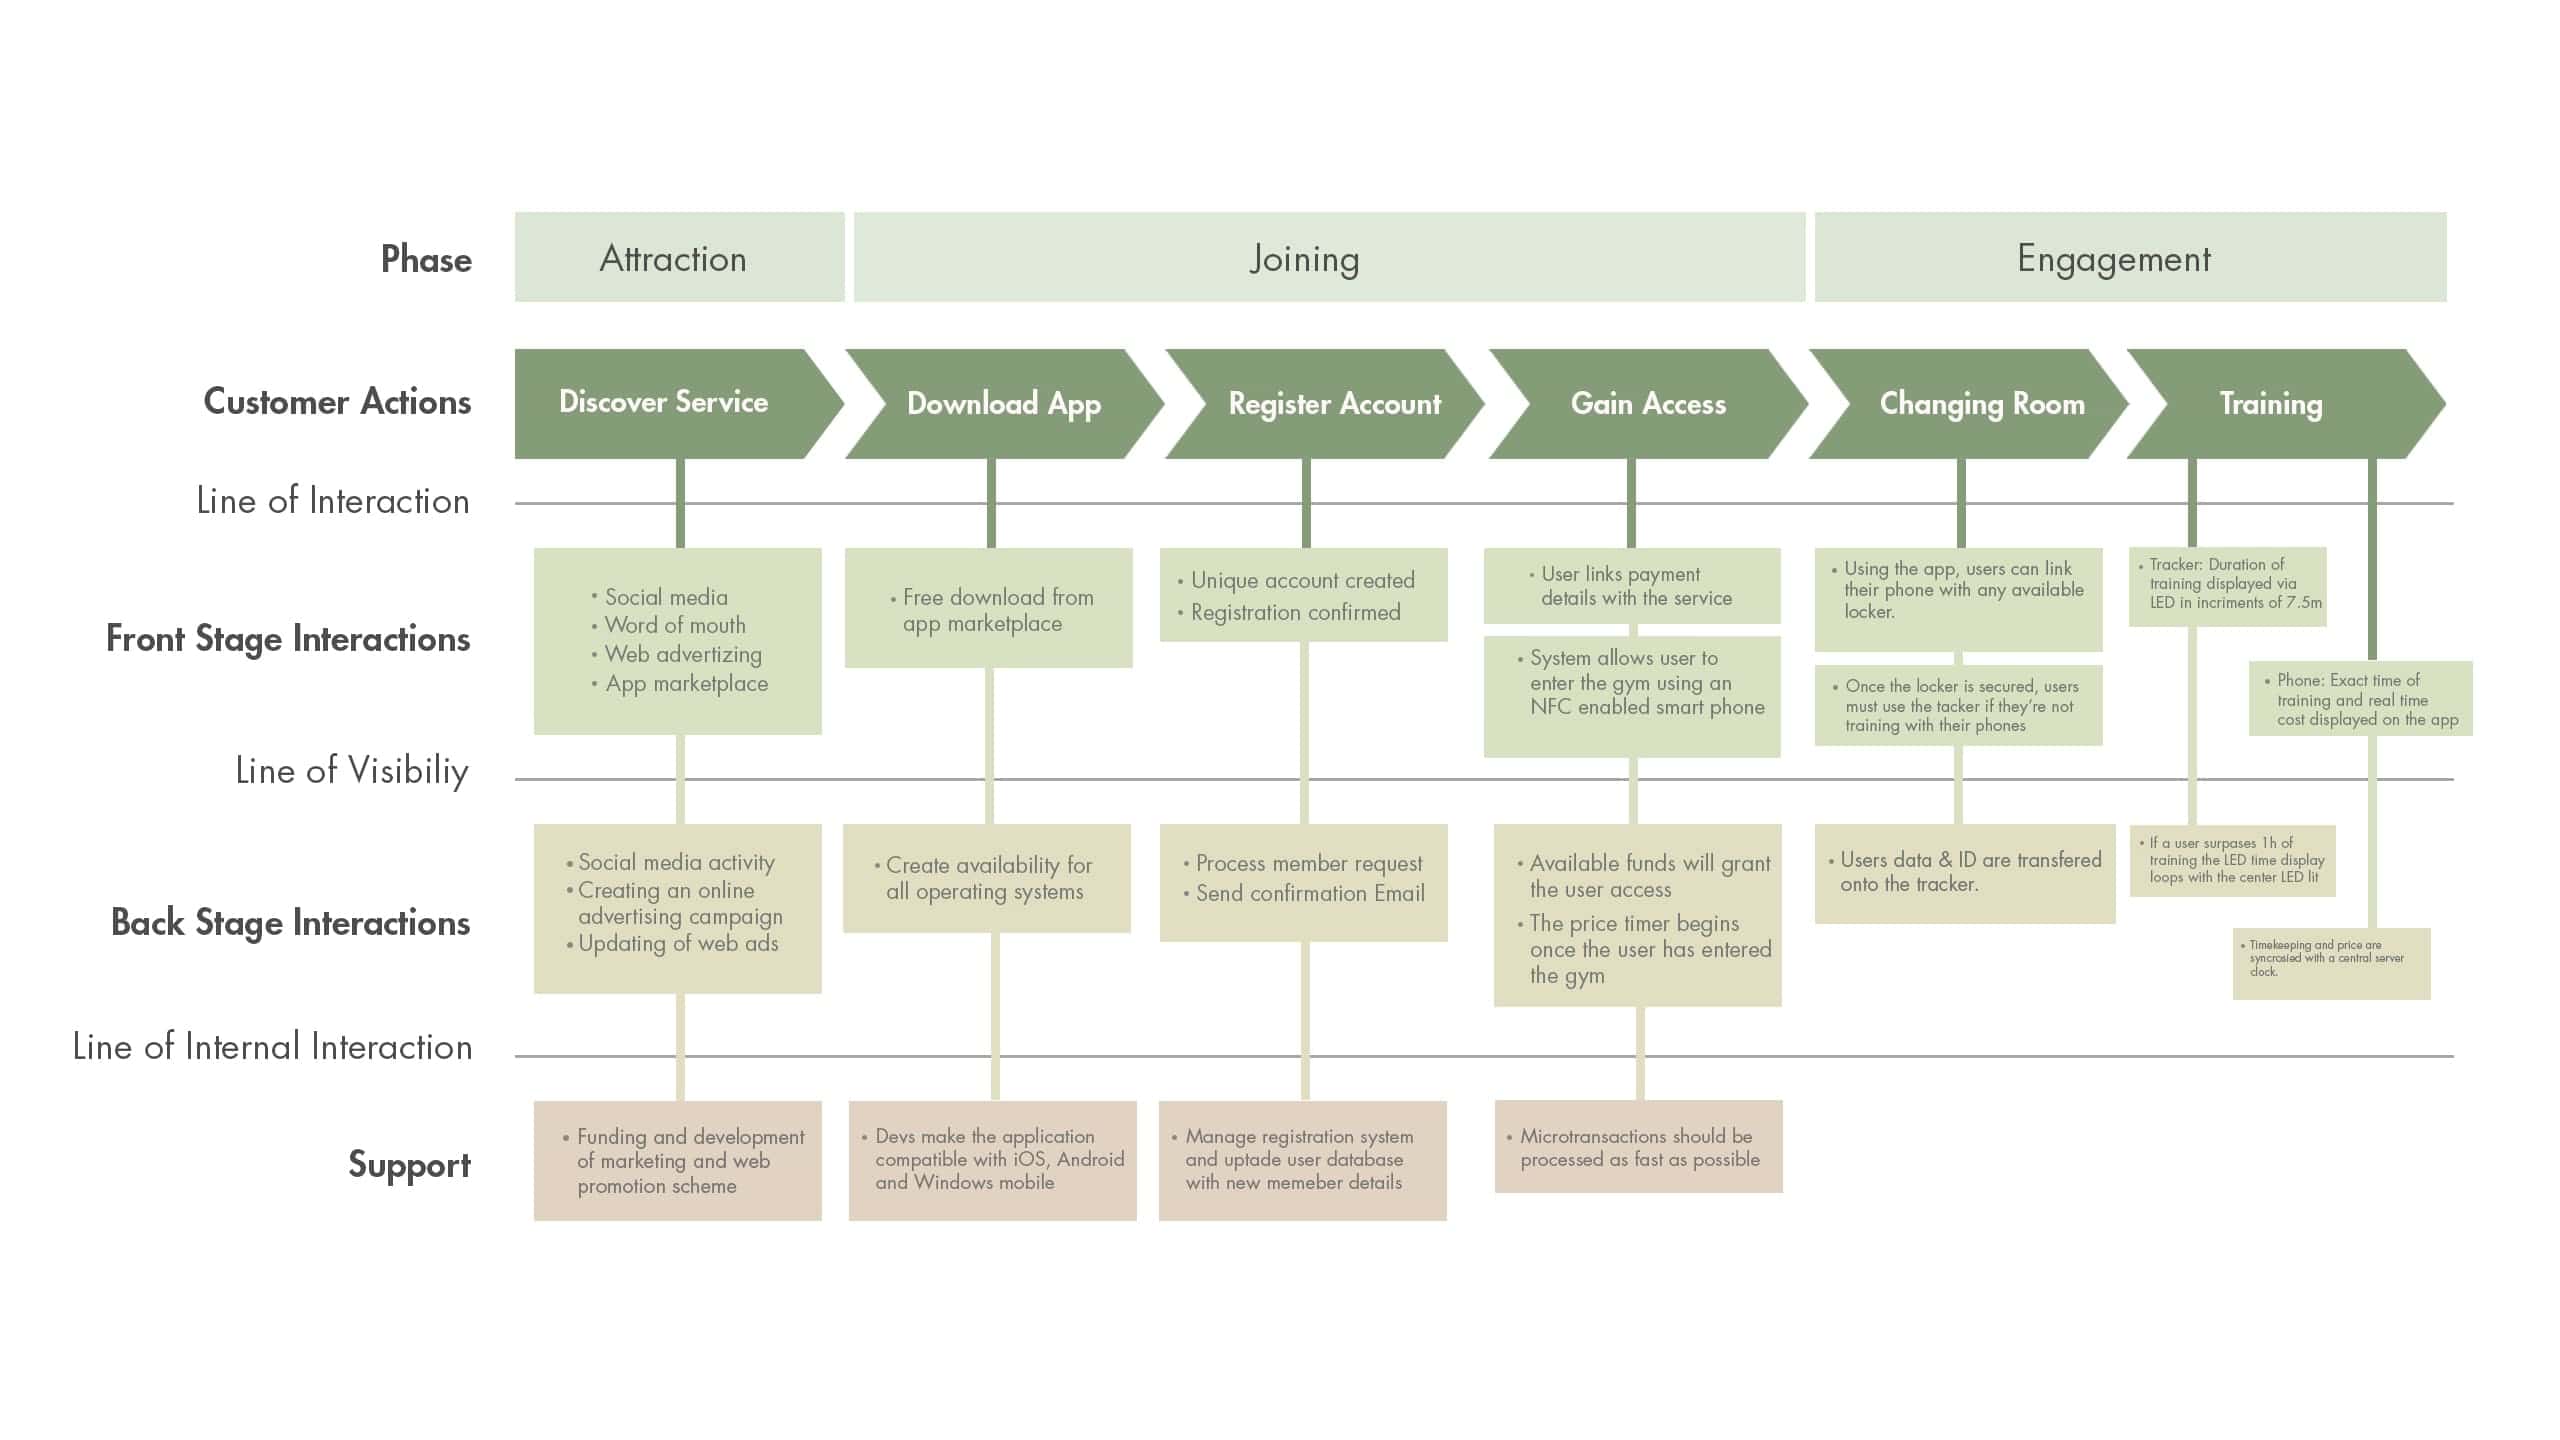 Phase
Attraction
Joining
Engagement
Customer Actions
Discover Service
Download App
Register Account
Gain Access
Changing Room
Training
Line of Interaction
Front Stage Interactions
• Social media
• Word of mouth
• Web advertizing
• App marketplace
• Free download from
app marketplace
• Unique account created
• Registration confirmed
• User links payment
details with the service
• System allows user to
enter the gym using an
NFC enabled smart phone
• Using the app, users can link
their phone with any available
locker.
• Once the locker is secured, users
must use the tacker if they're not
training with their phones
• Tracker: Duration of
training displayed via
LED in incriments of 7.5m
• Phone: Exact time of
training and real time
cost displayed on the app
Line of Visibiliy
Back Stage Interactions
• Social media activity
• Creating an online
advertising campaign
• Updating of web ads
• Create availability for
all operating systems
• Process member request
• Send confirmation Email
• Available funds will grant
the user access
• The price timer begins
once the user has entered
the gym
• Users data & ID are transfered
onto the tracker.
• If a user surpases 1h of
training the LED time display
loops with the center LED lit
• Timekeeping and price are
syncrosied with a central server
clock.
Line of Internal Interaction
Support
• Funding and development
of marketing and web
promotion scheme
• Devs make the application
compatible with iOS, Android
and Windows mobile
• Manage registration system
and uptade user database
with new memeber details
• Microtransactions should be
processed as fast as possible